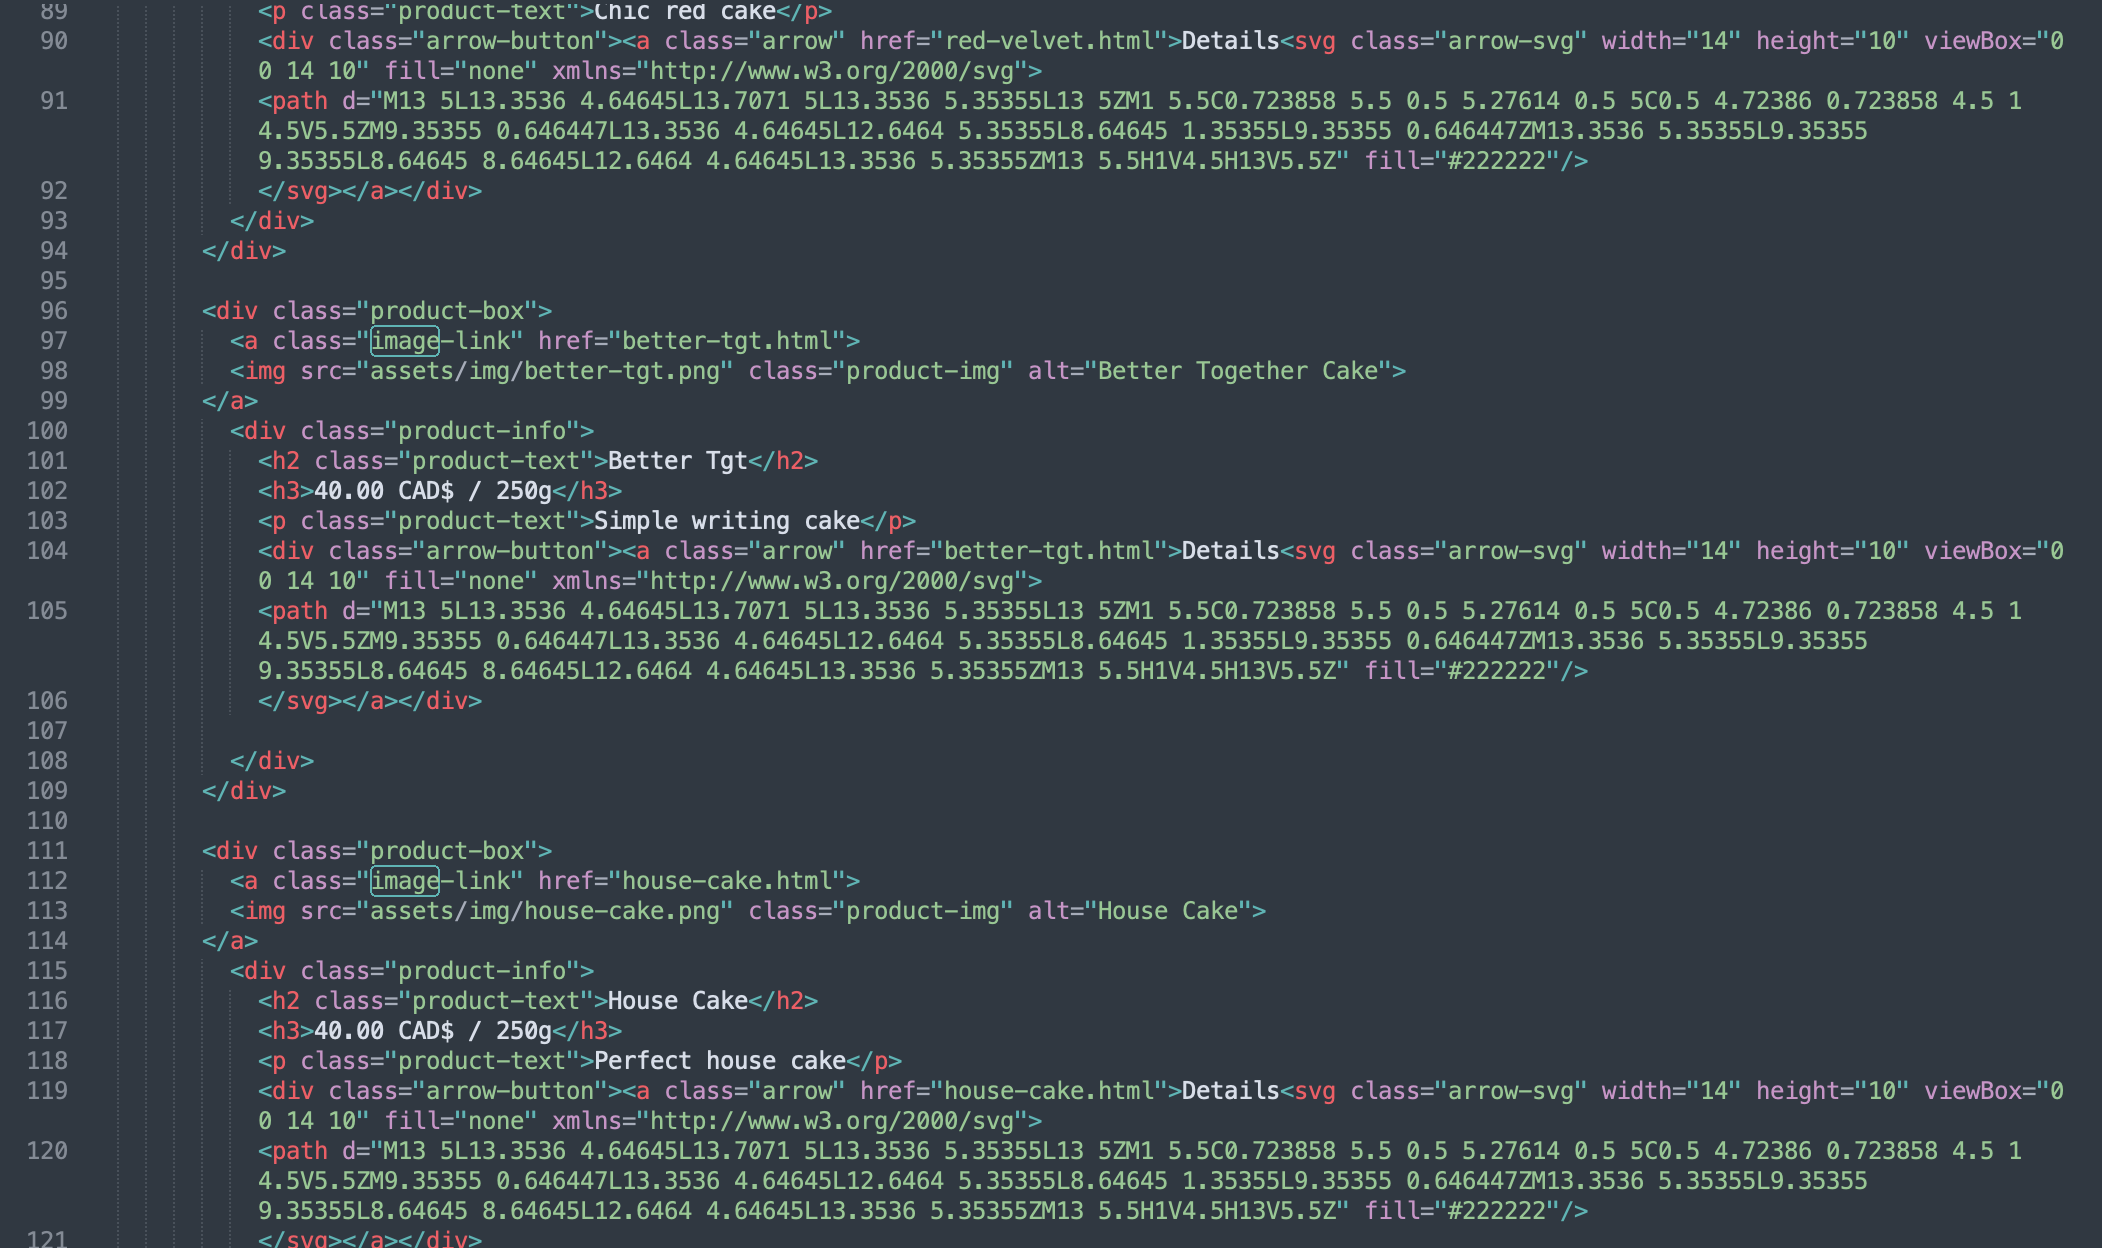 89 <p class="product-text">Chic red cake</p>
90 <div class="arrow-button"><a class="arrow" href="red-velvet.html">Details<svg class="arrow-svg" width="14" height="10" viewBox="0
0 14 10" fill="none" xmlns="http://www.w3.org/2000/svg">
91 <path d="M13 5L13.3536 4.64645L13.7071 5L13.3536 5.35355L13 5ZM1 5.5C0.723858 5.5 0.5 5.27614 0.5 5C0.5 4.72386 0.723858 4.5 1
4.5V5.5ZM9.35355 0.646447L13.3536 4.64645L12.6464 5.35355L8.64645 1.35355L9.35355 0.646447ZM13.3536 5.35355L9.35355
9.35355L8.64645 8.64645L12.6464 4.64645L13.3536 5.35355ZM13 5.5H1V4.5H13V5.5Z" fill="#222222"/>
92 </svg></a></div>
93 </div>
94 </div>
95
96 <div class="product-box">
97 <a class="image-link" href="better-tgt.html">
98 <img src="assets/img/better-tgt.png" class="product-img" alt="Better Together Cake">
99 </a>
100 <div class="product-info">
101 <h2 class="product-text">Better Tgt</h2>
102 <h3>40.00 CAD$ / 250g</h3>
103 <p class="product-text">Simple writing cake</p>
104 <div class="arrow-button"><a class="arrow" href="better-tgt.html">Details<svg class="arrow-svg" width="14" height="10" viewBox="0
0 14 10" fill="none" xmlns="http://www.w3.org/2000/svg">
105 <path d="M13 5L13.3536 4.64645L13.7071 5L13.3536 5.35355L13 5ZM1 5.5C0.723858 5.5 0.5 5.27614 0.5 5C0.5 4.72386 0.723858 4.5 1
4.5V5.5ZM9.35355 0.646447L13.3536 4.64645L12.6464 5.35355L8.64645 1.35355L9.35355 0.646447ZM13.3536 5.35355L9.35355
9.35355L8.64645 8.64645L12.6464 4.64645L13.3536 5.35355ZM13 5.5H1V4.5H13V5.5Z" fill="#222222"/>
106 </svg></a></div>
107
108 </div>
109 </div>
110
111 <div class="product-box">
112 <a class="image-link" href="house-cake.html">
113 <img src="assets/img/house-cake.png" class="product-img" alt="House Cake">
114 </a>
115 <div class="product-info">
116 <h2 class="product-text">House Cake</h2>
117 <h3>40.00 CAD$ / 250g</h3>
118 <p class="product-text">Perfect house cake</p>
119 <div class="arrow-button"><a class="arrow" href="house-cake.html">Details<svg class="arrow-svg" width="14" height="10" viewBox="0
0 14 10" fill="none" xmlns="http://www.w3.org/2000/svg">
120 <path d="M13 5L13.3536 4.64645L13.7071 5L13.3536 5.35355L13 5ZM1 5.5C0.723858 5.5 0.5 5.27614 0.5 5C0.5 4.72386 0.723858 4.5 1
4.5V5.5ZM9.35355 0.646447L13.3536 4.64645L12.6464 5.35355L8.64645 1.35355L9.35355 0.646447ZM13.3536 5.35355L9.35355
9.35355L8.64645 8.64645L12.6464 4.64645L13.3536 5.35355ZM13 5.5H1V4.5H13V5.5Z" fill="#222222"/>
121 </svg></a></div>